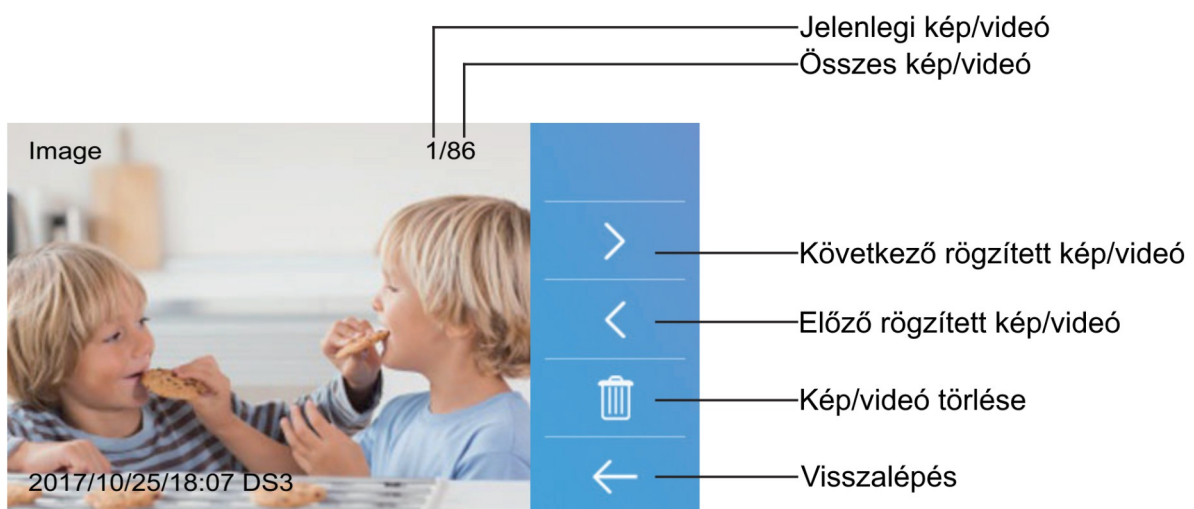 Jelenlegi kép/videó
Összes kép/videó
Image 1/86
Következő rögzített kép/videó
Előző rögzített kép/videó
Kép/videó törlése
2017/10/25/18:07 DS3
Visszalépés